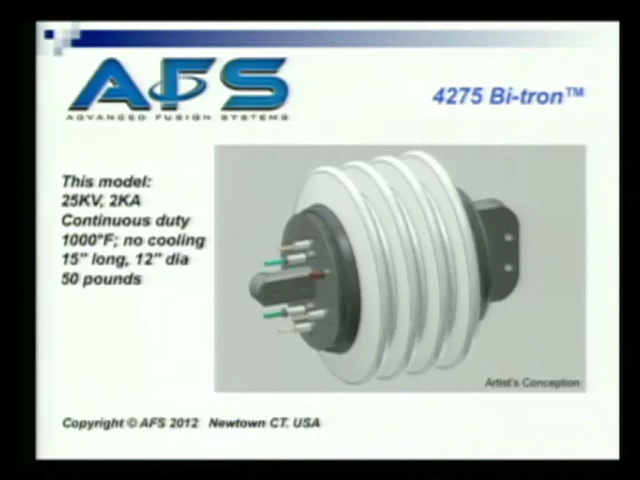 AFS
ADVANCED FUSION SYSTEMS
4275 Bi-tron™
This model:
25KV, 2KA
Continuous duty
1000°F; no cooling
15" long, 12" dia
50 pounds
Artist's Conception
Copyright © AFS 2012 Newtown CT. USA